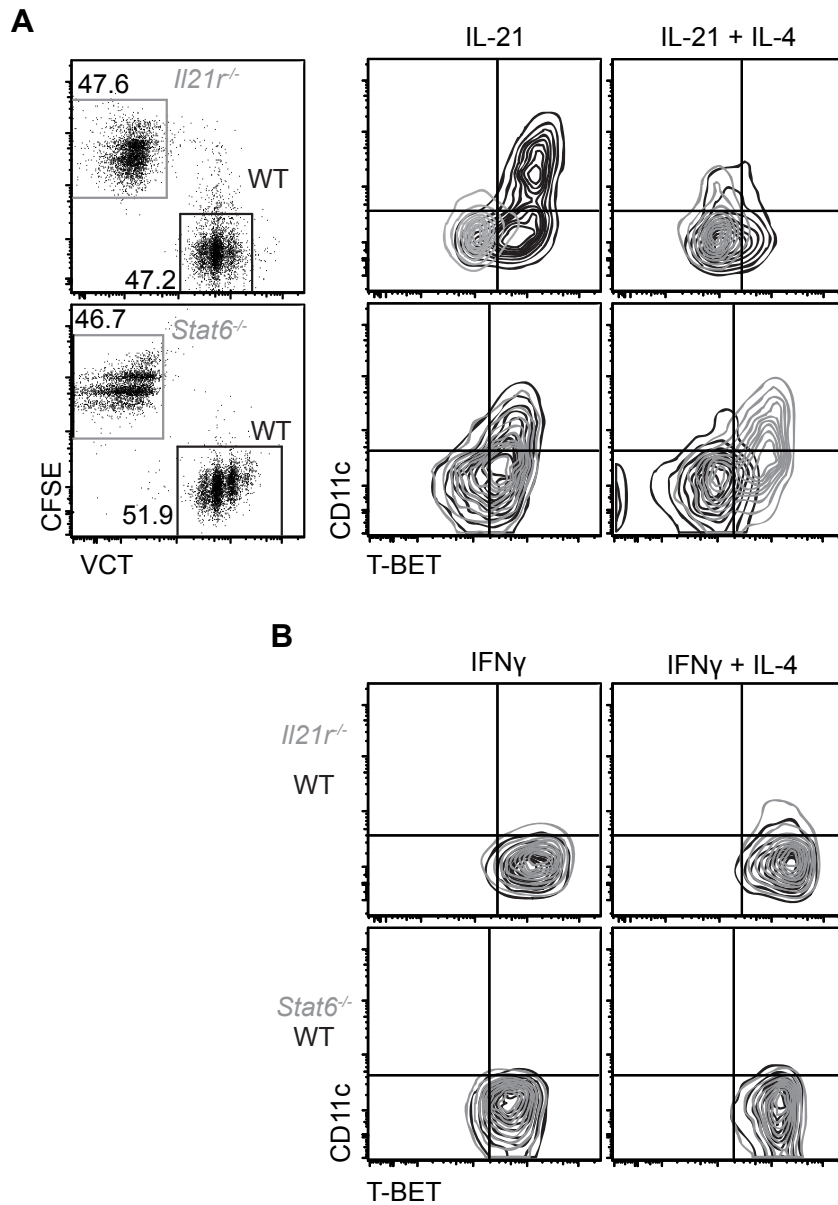 A
IL-21
IL-21 + IL-4
47.6
Il21r-/-
WT
47.2
46.7
Stat6-/-
WT
51.9
CFSE
VCT
CD11c
T-BET
B
IFNγ
IFNγ + IL-4
Il21r-/-
WT
Stat6-/-
WT
CD11c
T-BET